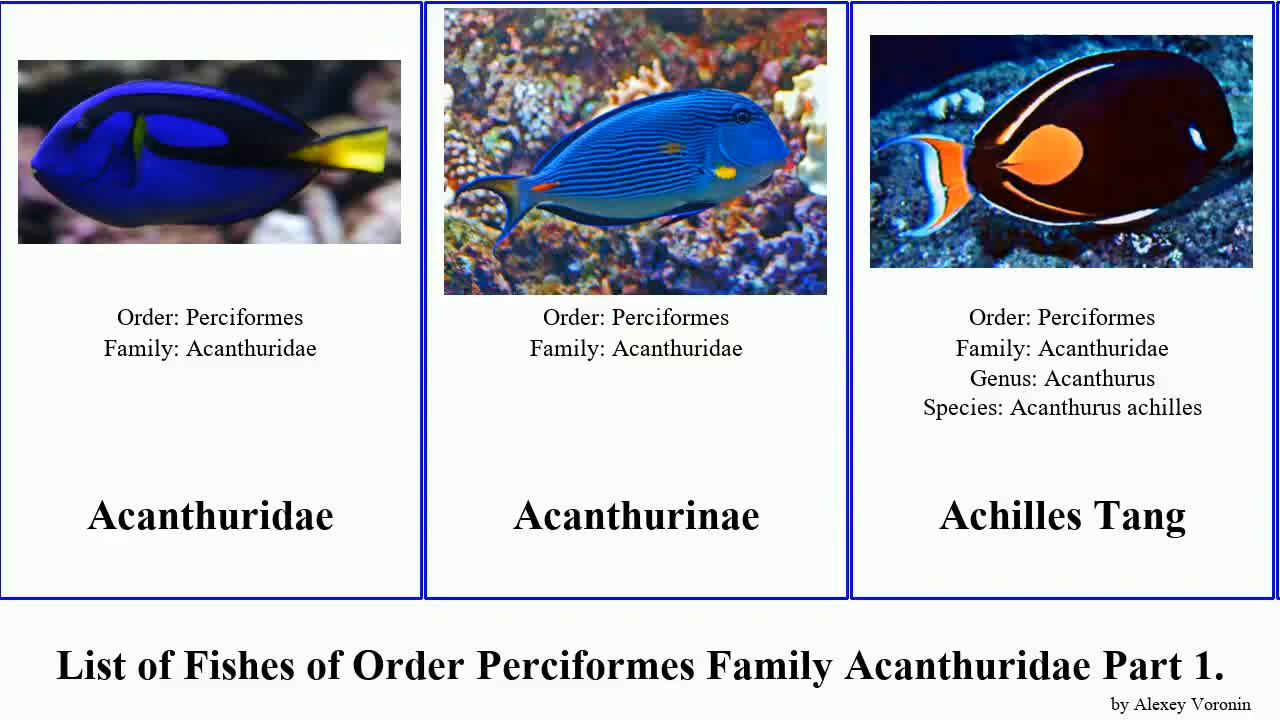 Order: Perciformes
Family: Acanthuridae
Acanthuridae
Order: Perciformes
Family: Acanthuridae
Acanthurinae
Order: Perciformes
Family: Acanthuridae
Genus: Acanthurus
Species: Acanthurus achilles
Achilles Tang
List of Fishes of Order Perciformes Family Acanthuridae Part 1.
by Alexey Voronin